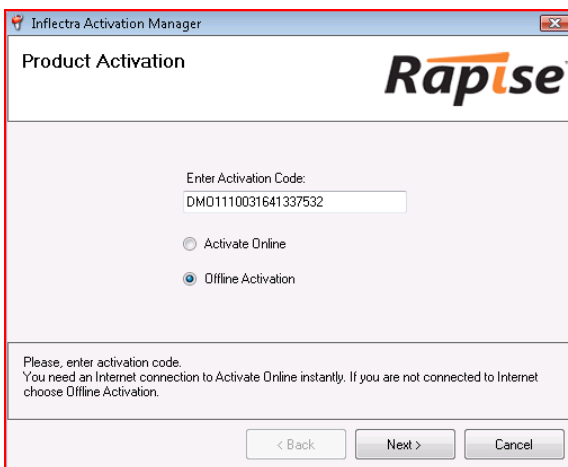 Inflectra Activation Manager
Product Activation
Rapise
Enter Activation Code:
DMO1110031641337532
Activate Online
Offline Activation
Please, enter activation code.
You need an Internet connection to Activate Online instantly. If you are not connected to Internet
choose Offline Activation.
< Back
Next >
Cancel